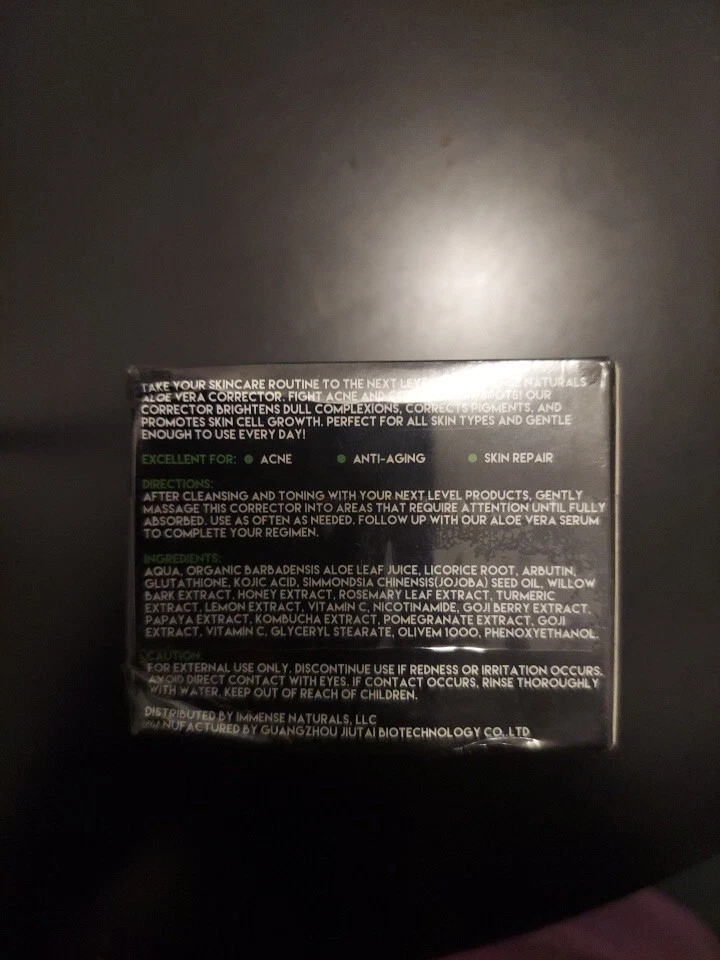 TAKE YOUR SKINCARE ROUTINE TO THE NEXT NATURALS
ALOE VERA CORRECTOR. FIGHT ACNE AND SPOTS! OUR
CORRECTOR BRIGHTENS DULL COMPLEXIONS, CORRECTS PIGMENTS, AND
PROMOTES SKIN CELL GROWTH. PERFECT FOR ALL SKIN TYPES AND GENTLE
ENOUGH TO USE EVERY DAY!
EXCELLENT FOR: ACNE ANTI-AGING SKIN REPAIR
DIRECTIONS:
AFTER CLEANSING AND TONING WITH YOUR NEXT LEVEL PRODUCTS, GENTLY
MASSAGE THIS CORRECTOR INTO AREAS THAT REQUIRE ATTENTION UNTIL FULLY
ABSORBED. USE AS OFTEN AS NEEDED. FOLLOW UP WITH OUR ALOE VERA SERUM
TO COMPLETE YOUR REGIMEN.
INGREDIENTS:
AQUA, ORGANIC BARBADENSIS ALOE LEAF JUICE, LICORICE ROOT, ARBUTIN,
GLUTATHIONE, KOJIC ACID, SIMMONDSIA CHINENSIS(JOJOBA) SEED OIL, WILLOW
BARK EXTRACT, HONEY EXTRACT, ROSEMARY LEAF EXTRACT, TURMERIC
EXTRACT, LEMON EXTRACT, VITAMIN C, NICOTINAMIDE, GOJI BERRY EXTRACT,
PAPAYA EXTRACT, KOMBUCHA EXTRACT, POMEGRANATE EXTRACT, GOJI
EXTRACT, VITAMIN C, GLYCERYL STEARATE, OLIVEM 1000, PHENOXYETHANOL.
CAUTION:
FOR EXTERNAL USE ONLY. DISCONTINUE USE IF REDNESS OR IRRITATION OCCURS.
AVOID DIRECT CONTACT WITH EYES. IF CONTACT OCCURS, RINSE THOROUGHLY
WITH WATER. KEEP OUT OF REACH OF CHILDREN.
DISTRIBUTED BY IMMENSE NATURALS, LLC
MANUFACTURED BY GUANGZHOU JIUTAI BIOTECHNOLOGY CO.,LTD